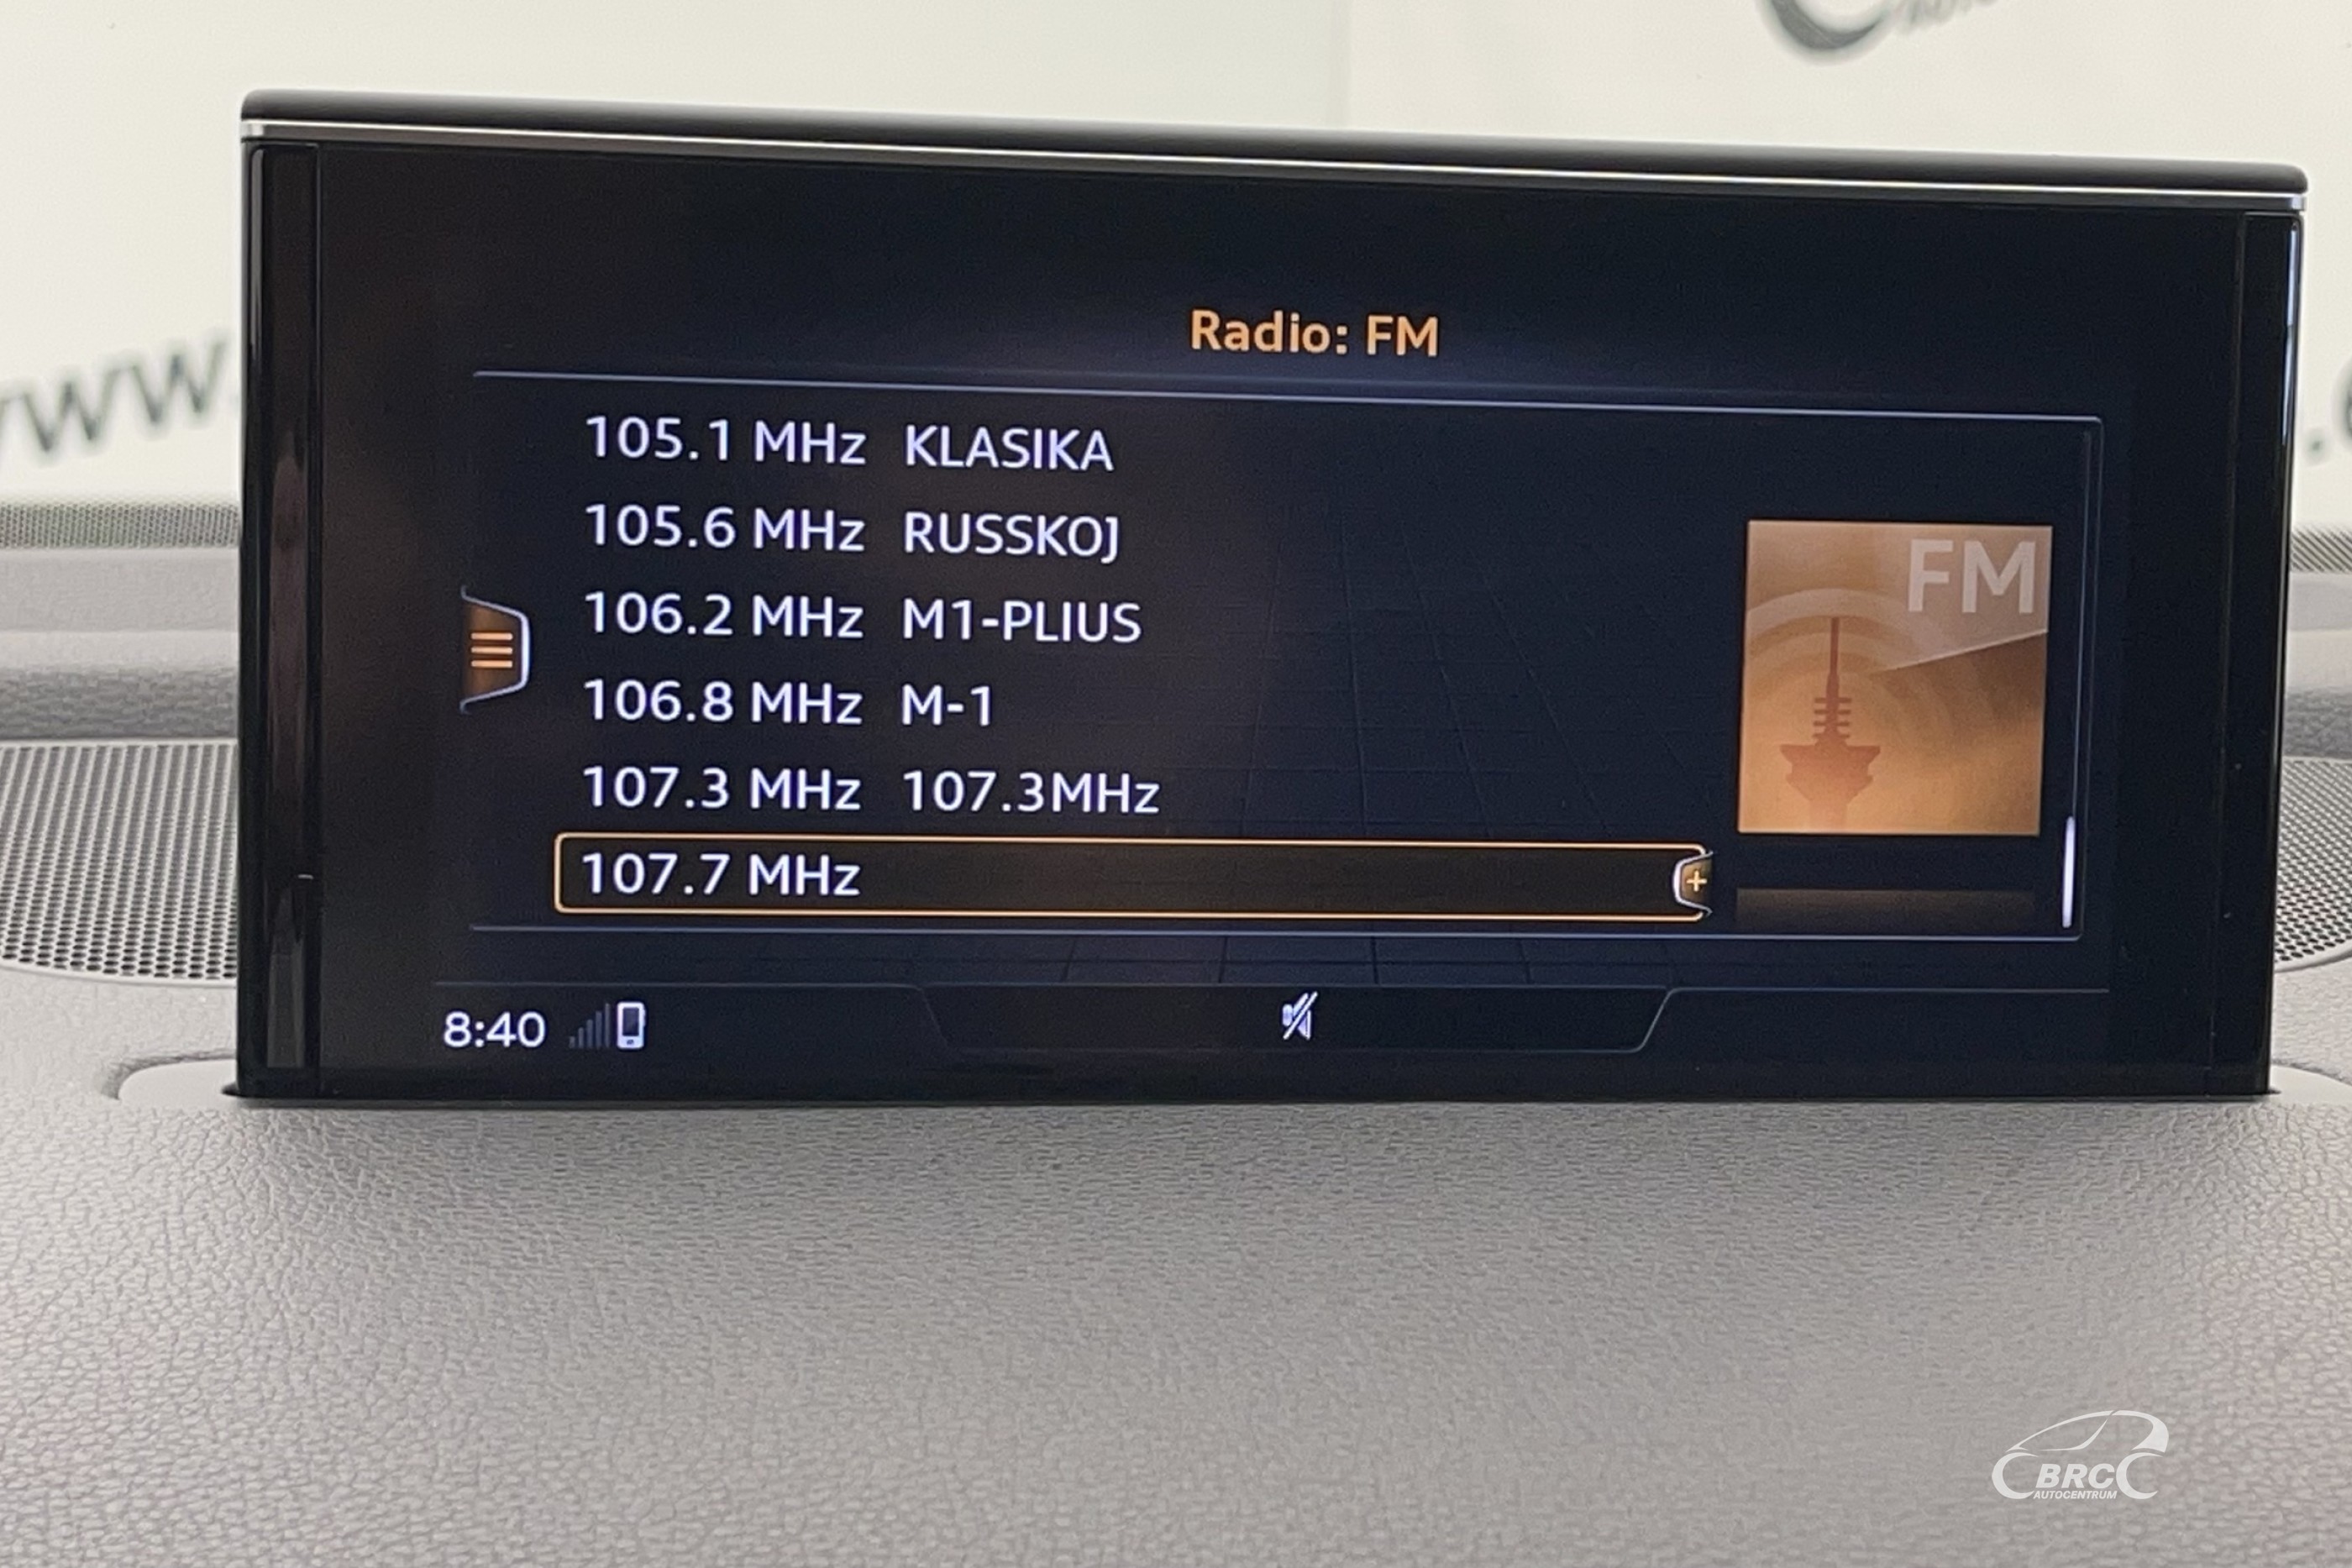 www.
Radio: FM
105.1 MHz KLASIKA
105.6 MHz RUSSKOJ
106.2 MHz M1-PLIUS
106.8 MHz M-1
107.3 MHz 107.3MHz
107.7 MHz
FM
8:40
BRC
AUTOCENTRUM